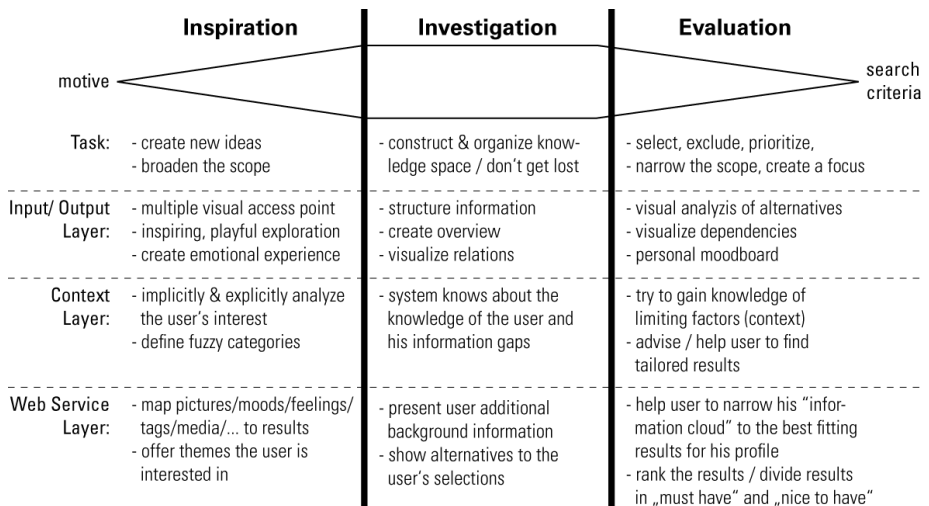 Inspiration
Investigation
Evaluation
motive
search
criteria
Task:
- create new ideas
- broaden the scope
- construct & organize know-
ledge space / don't get lost
- select, exclude, prioritize,
- narrow the scope, create a focus
Input/ Output
Layer:
- multiple visual access point
- inspiring, playful exploration
- create emotional experience
- structure information
- create overview
- visualize relations
- visual analyzis of alternatives
- visualize dependencies
- personal moodboard
Context
Layer:
- implicitly & explicitly analyze
the user's interest
- define fuzzy categories
- system knows about the
knowledge of the user and
his information gaps
- try to gain knowledge of
limiting factors (context)
- advise / help user to find
tailored results
Web Service
Layer:
- map pictures/moods/feelings/
tags/media/... to results
- offer themes the user is
interested in
- present user additional
background information
- show alternatives to the
user's selections
- help user to narrow his “infor-
mation cloud“ to the best fitting
results for his profile
- rank the results / divide results
in „must have“ and „nice to have“